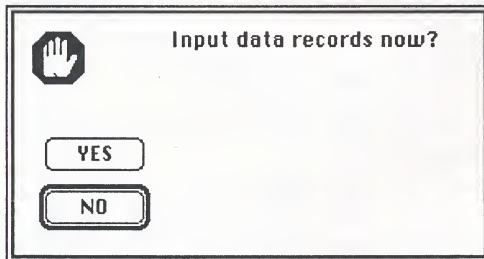 Input data records now?
YES
NO